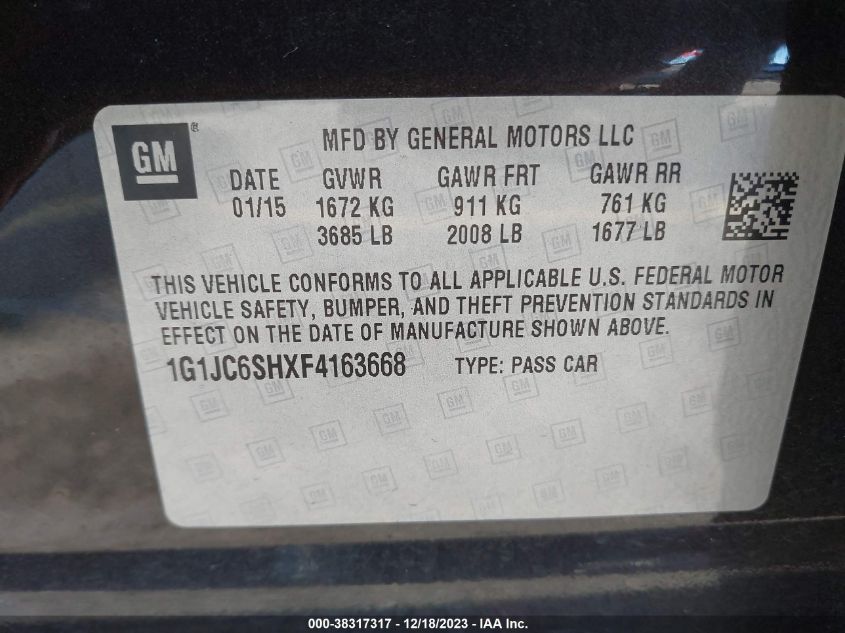 GM®
MFD BY GENERAL MOTORS LLC
DATE GVWR GAWR FRT GAWR RR
01/15 1672 KG 911 KG 761 KG
3685 LB 2008 LB 1677 LB
THIS VEHICLE CONFORMS TO ALL APPLICABLE U.S. FEDERAL MOTOR
VEHICLE SAFETY, BUMPER, AND THEFT PREVENTION STANDARDS IN
EFFECT ON THE DATE OF MANUFACTURE SHOWN ABOVE.
1G1JC6SHXF4163668 TYPE: PASS CAR
000-38317317 - 12/18/2023 - IAA Inc.